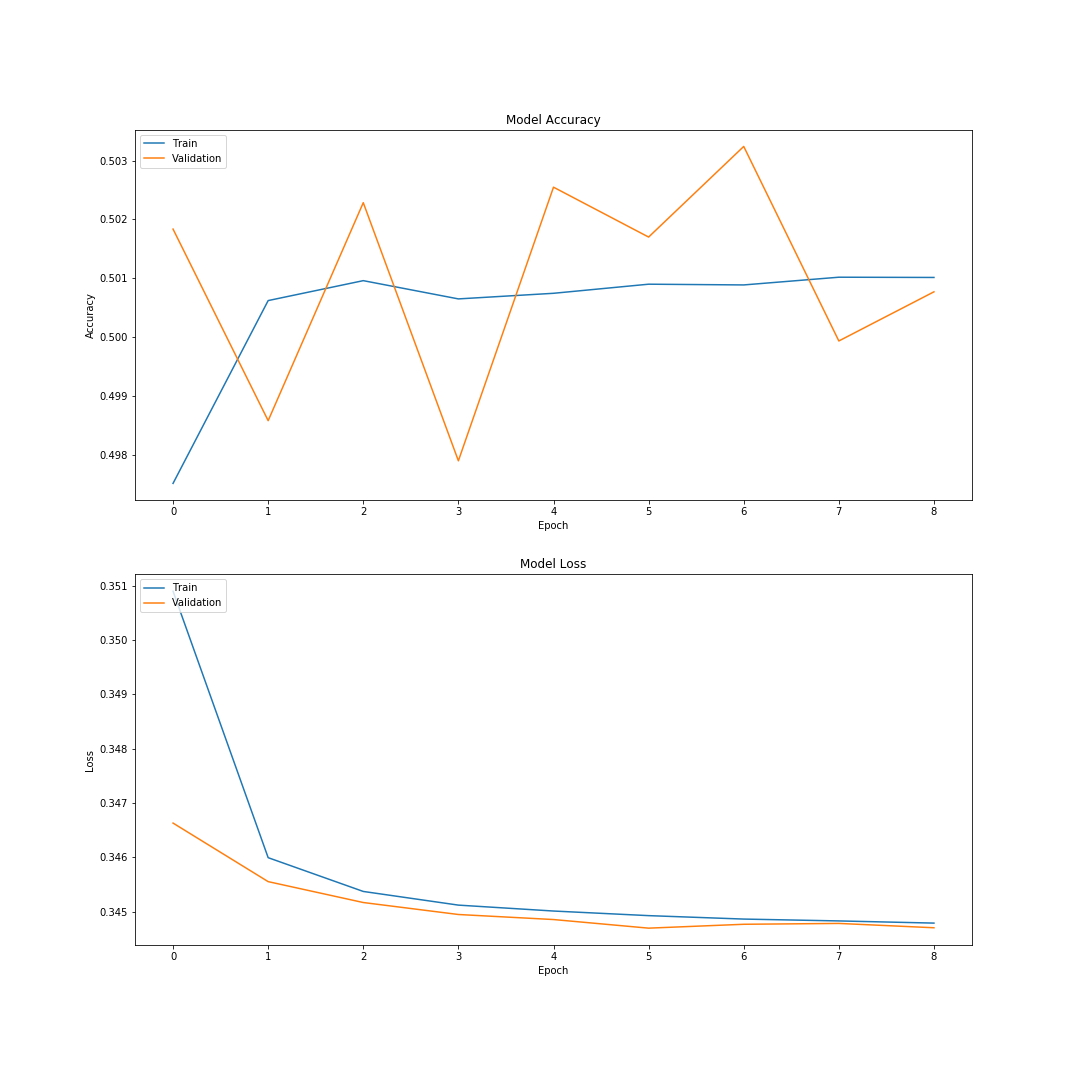 Model Accuracy
Train
Validation
0.503
0.502
0.501
0.500
0.499
0.498
Accuracy
0 1 2 3 4 5 6 7 8
Epoch
Model Loss
Train
Validation
0.351
0.350
0.349
0.348
0.347
0.346
0.345
Loss
0 1 2 3 4 5 6 7 8
Epoch